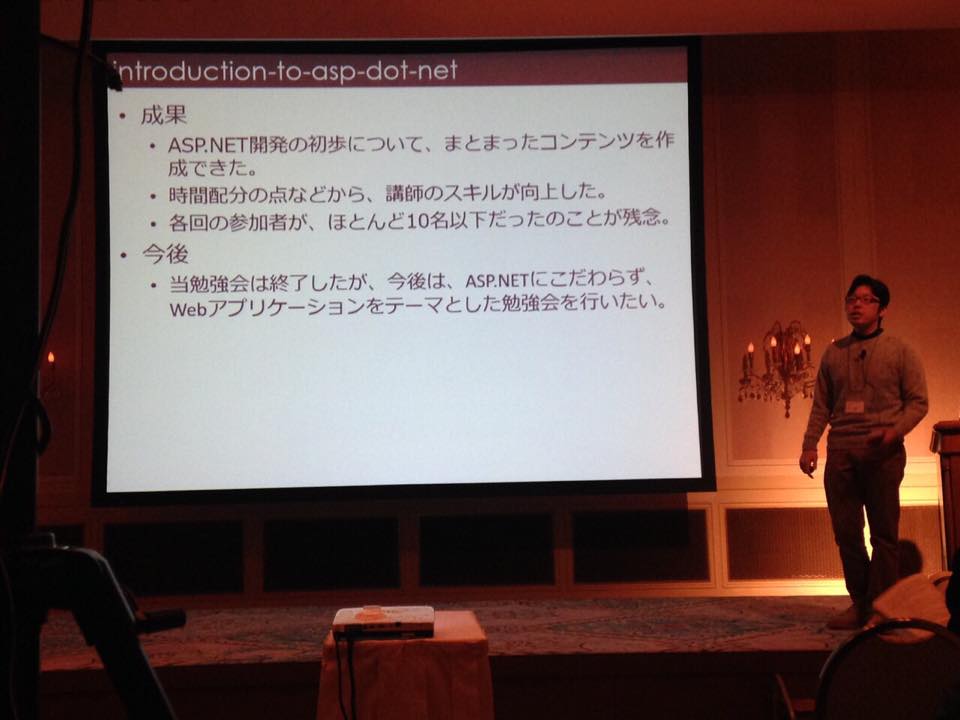 introduction-to-asp-dot-net
• 成果
• ASP.NET開発の初歩について、まとまったコンテンツを作
成できた。
• 時間配分の点などから、講師のスキルが向上した。
• 各回の参加者が、ほとんど10名以下だったのことが残念。
• 今後
• 当勉強会は終了したが、今後は、ASP.NETにこだわらず、
Webアプリケーションをテーマとした勉強会を行いたい。